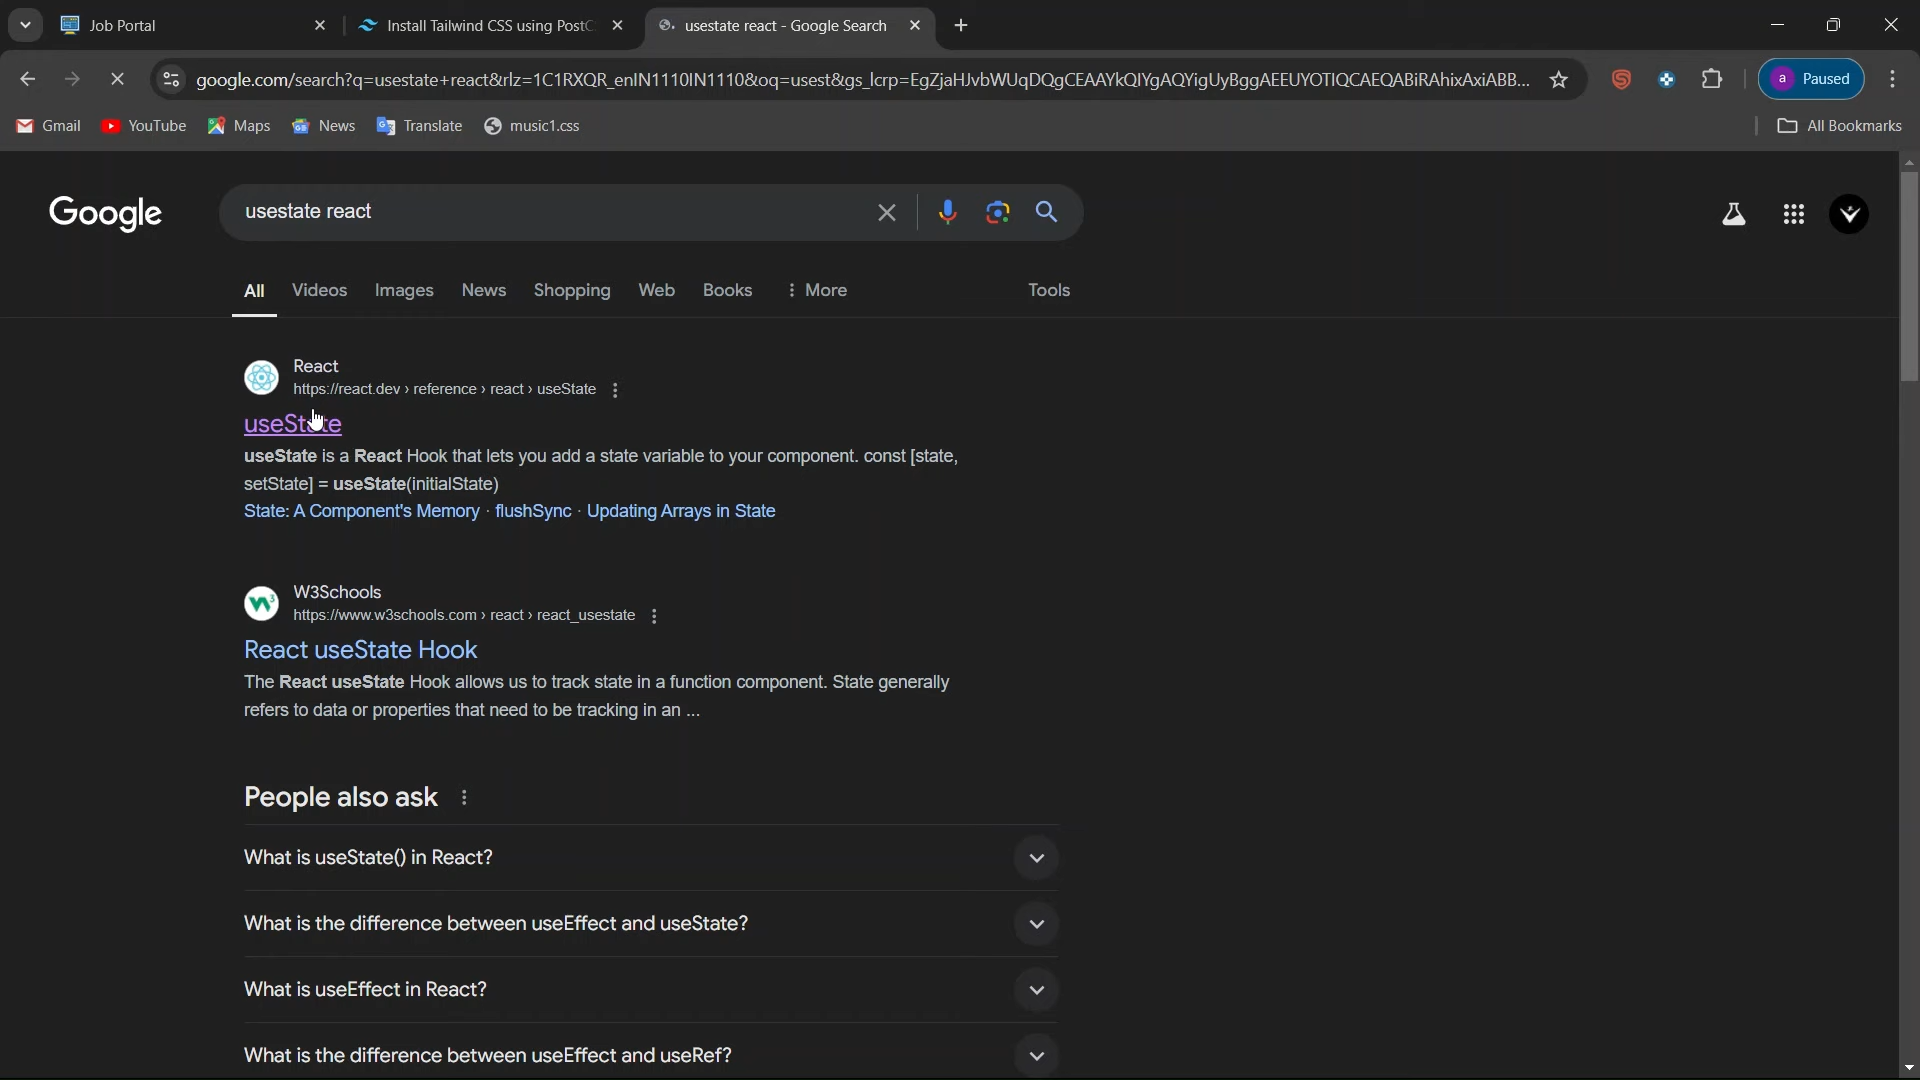 Job Portal
Install Tailwind CSS using PostC
usestate react - Google Search
google.com/search?q=usestate+react&rlz=1C1RXQR_enIN1110IN1110&oq=usest&gs_lcrp=EgZjaHJvbWUqDQgCEAAYkQIYgAQYigUyBggAEEUYOTIQCAEQABiRAhixAxiABB...
a Paused
Gmail
YouTube
Maps
News
Translate
music1.css
All Bookmarks
Google
usestate react
All
Videos
Images
News
Shopping
Web
Books
More
Tools
React
https://react.dev › reference › react › useState
useState
useState is a React Hook that lets you add a state variable to your component. const [state,
setState] = useState(initialState)
State: A Component's Memory · flushSync · Updating Arrays in State
W3Schools
https://www.w3schools.com › react › react_usestate
React useState Hook
The React useState Hook allows us to track state in a function component. State generally
refers to data or properties that need to be tracking in an ...
People also ask
What is useState() in React?
What is the difference between useEffect and useState?
What is useEffect in React?
What is the difference between useEffect and useRef?